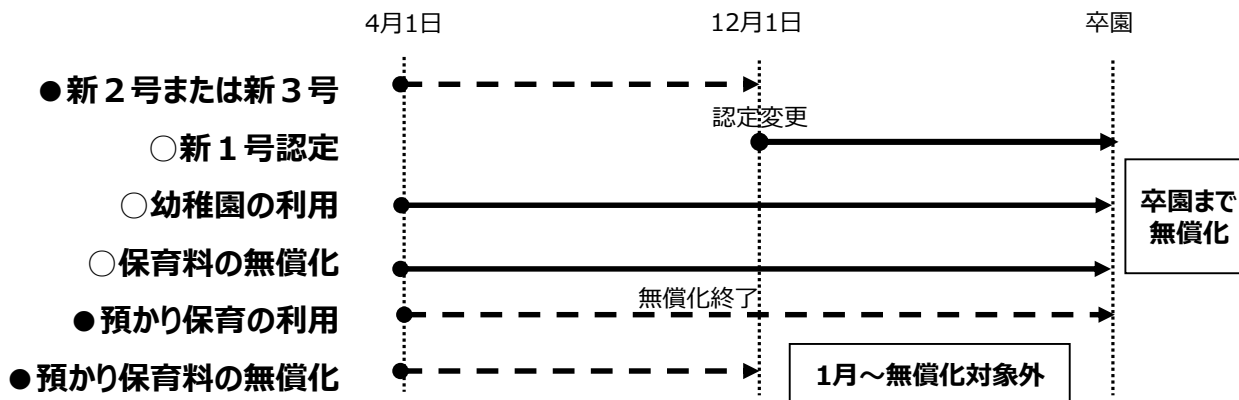 4月1日
12月1日
卒園
●新２号または新３号
認定変更
○新１号認定
○幼稚園の利用
卒園まで
無償化
○保育料の無償化
無償化終了
●預かり保育の利用
●預かり保育料の無償化
1月～無償化対象外